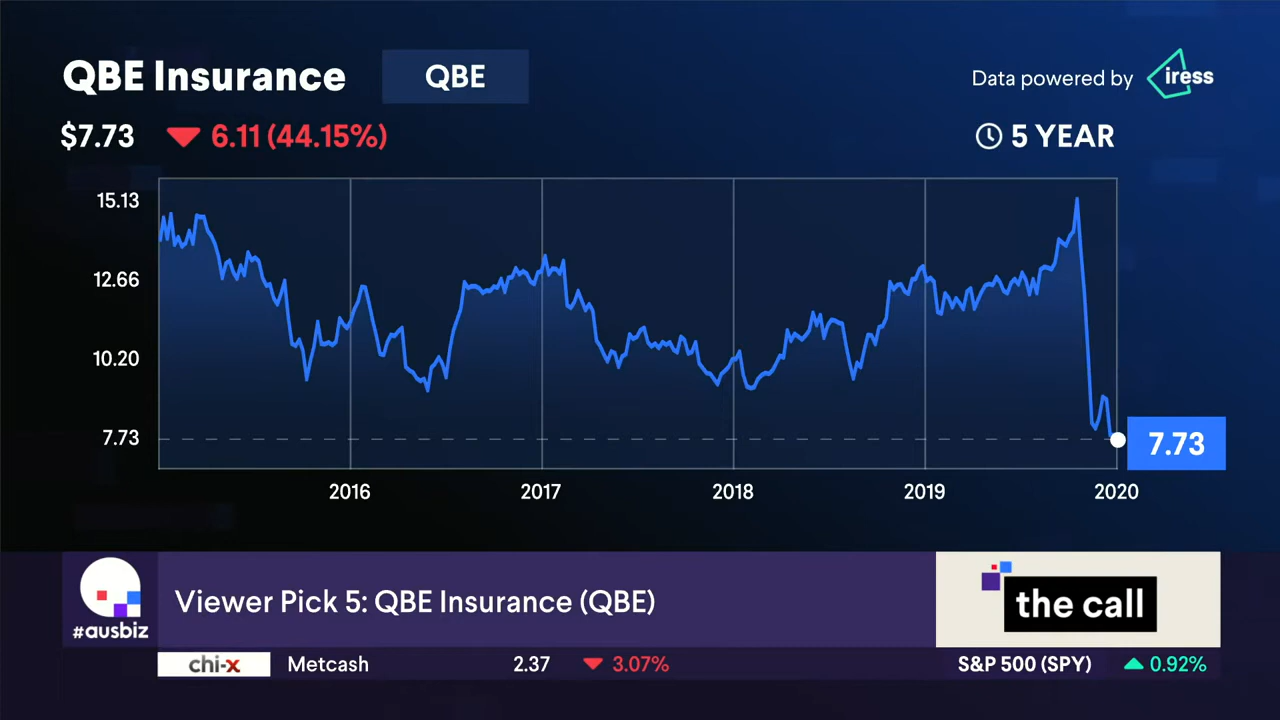 QBE Insurance QBE
Data powered by iress
$7.73 ▼ 6.11 (44.15%)
5 YEAR
15.13
12.66
10.20
7.73
7.73
2016 2017 2018 2019 2020
#ausbiz
Viewer Pick 5: QBE Insurance (QBE)
the call
chi-x Metcash 2.37 ▼ 3.07% S&P 500 (SPY) ▲ 0.92%